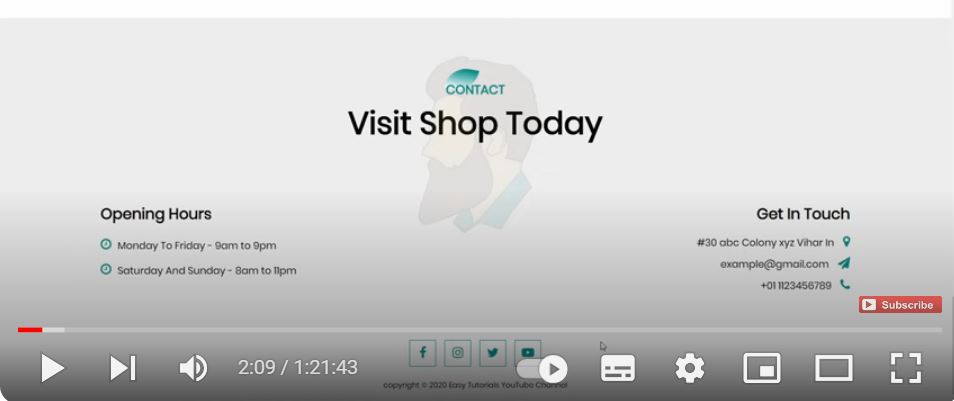 CONTACT
Visit Shop Today
Opening Hours
Monday To Friday - 9am to 9pm
Saturday And Sunday - 8am to 11pm
Get In Touch
#30 abc Colony xyz Vihar In
example@gmail.com
+01 1123456789
Subscribe
2:09 / 1:21:43
copyright © 2020 Easy Tutorials YouTube Channel